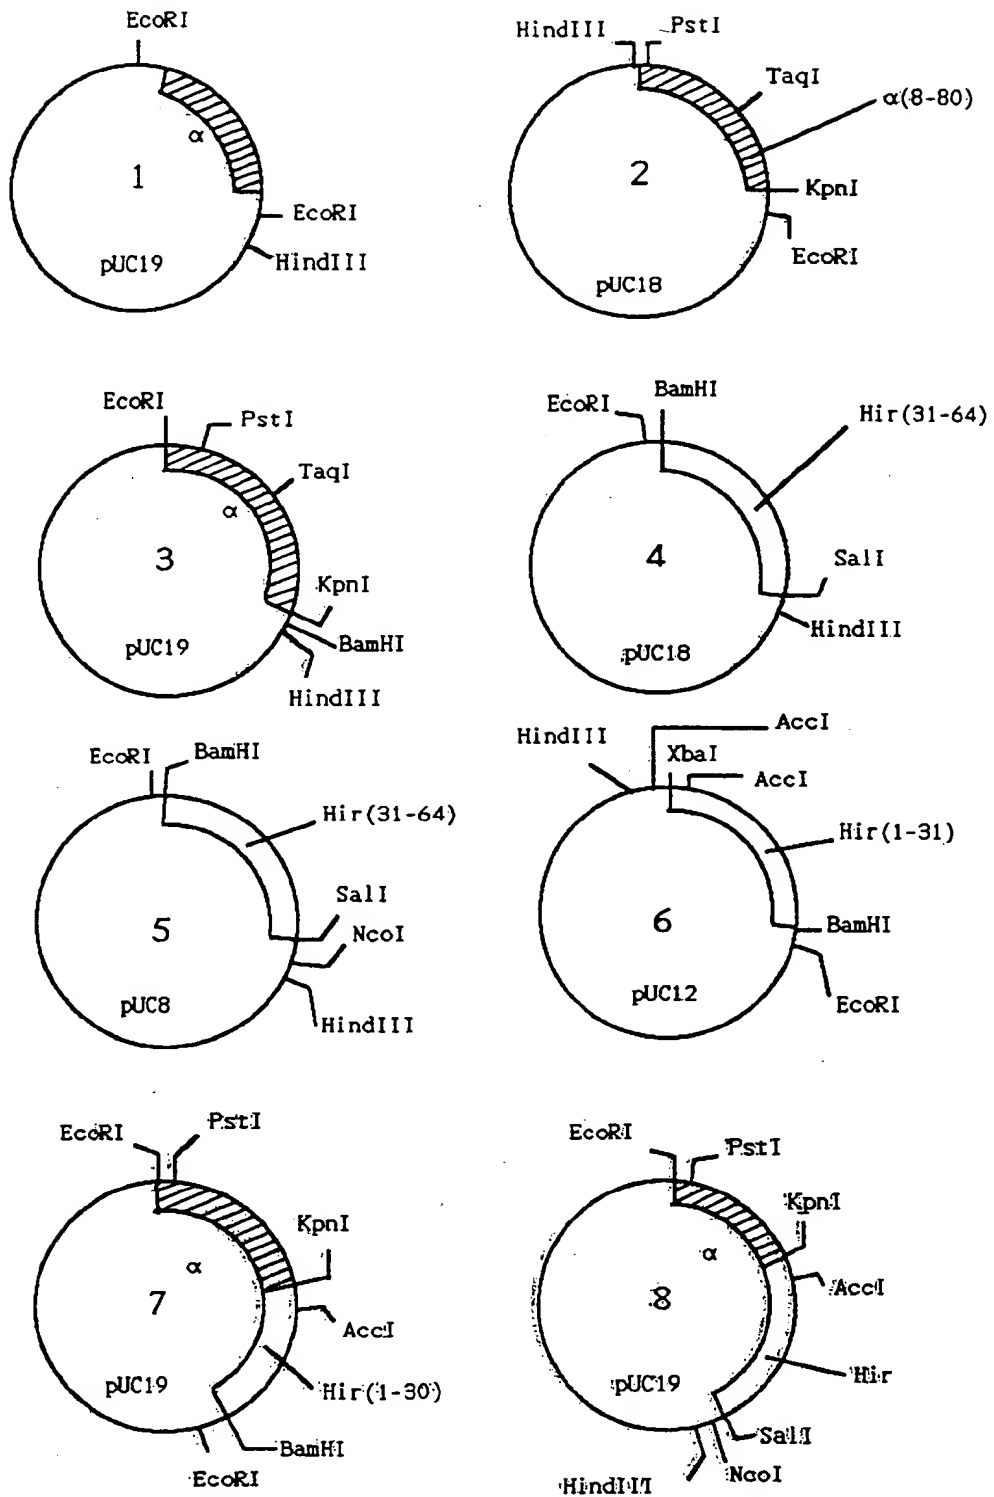 EcoRI
α
1
EcoRI
HindIII
pUC19
HindIII
PstI
TaqI
α(8-80)
2
KpnI
EcoRI
pUC18
EcoRI
PstI
TaqI
α
3
KpnI
pUC19
BamHI
HindIII
BamHI
EcoRI
Hir(31-64)
4
SalI
HindIII
pUC18
EcoRI
BamHI
Hir(31-64)
SalI
5
NcoI
pUC8
HindIII
HindIII
AccI
XbaI
AccI
Hir(1-31)
6
BamHI
pUC12
EcoRI
EcoRI
PstI
KpnI
α
7
AccI
pUC19
Hir(1-30)
BamHI
EcoRI
EcoRI
PstI
KpnI
α
8
AccI
pUC19
Hir
SalI
NcoI
HindIII